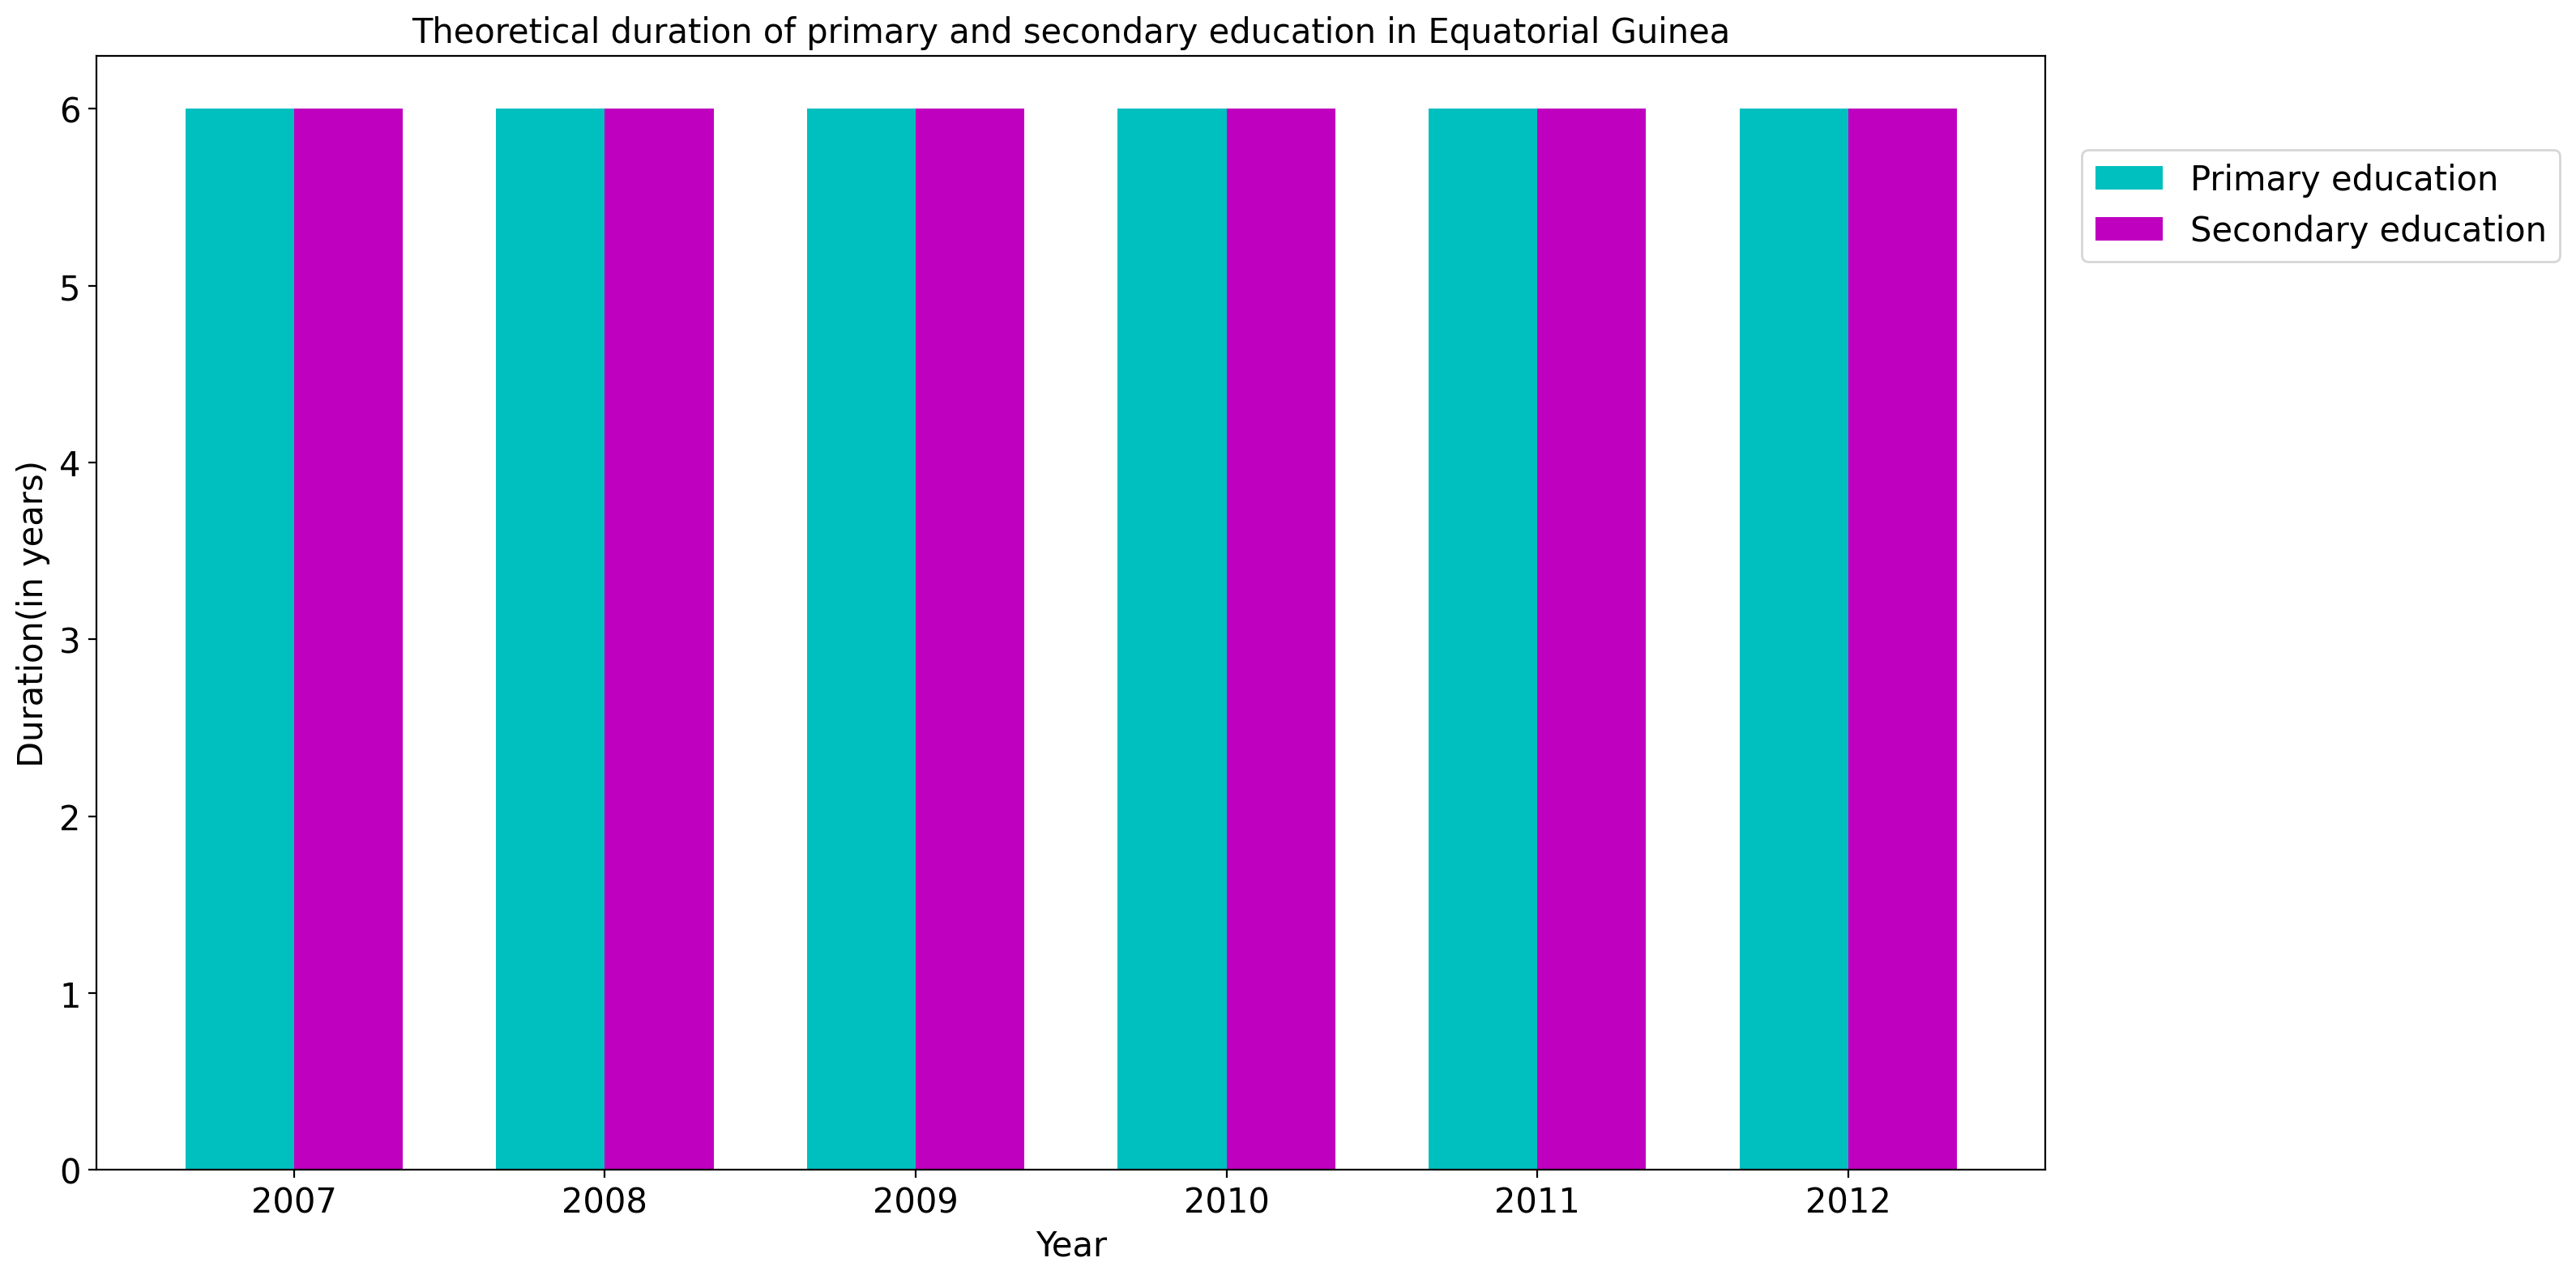 Theoretical duration of primary and secondary education in Equatorial Guinea
6
5
4
3
2
1
0
Duration(in years)
2007 2008 2009 2010 2011 2012
Year
Primary education
Secondary education